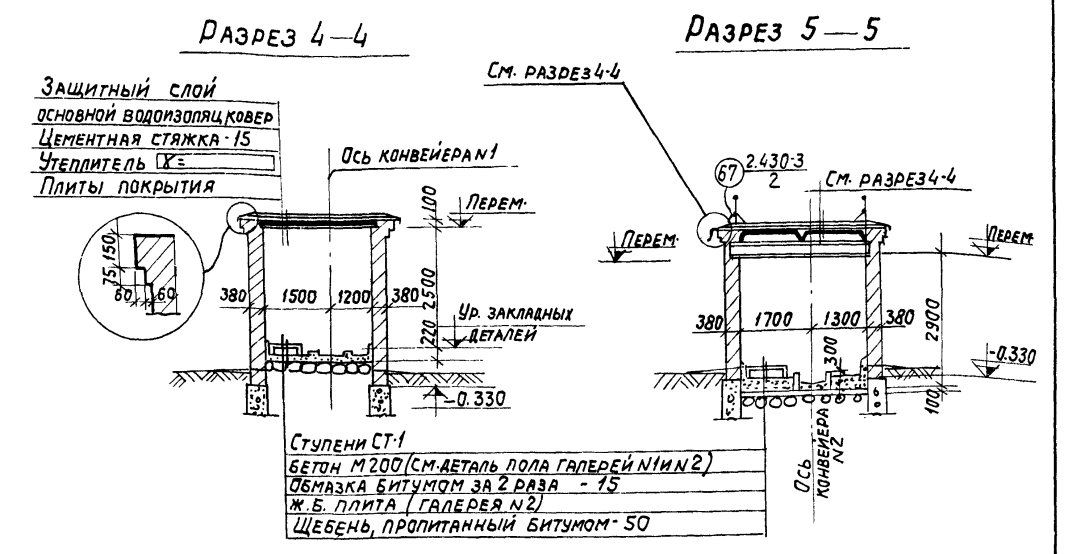 Разрез 4-4
Разрез 5-5
Защитный слой
основной водоизоляц. ковер
Цементная стяжка-15
Утеплитель γ=
Плиты покрытия
Ось конвейера N1
Перем.
100
2500
220
150
75
60
60
380
1500
1200
380
Ур. закладных
деталей
-0.330
См. разрез 4-4
67
2.430-3
2
См. разрез 4-4
Перем.
Перем.
380
1700
1300
380
300
2900
100
-0.330
Ось
конвейера
N2
Ступени СТ-1
Бетон М200 (См. деталь пола галерей N1 и N2)
Обмазка битумом за 2 раза - 15
Ж.Б. плита (галерея N2)
Щебень, пропитанный битумом-50